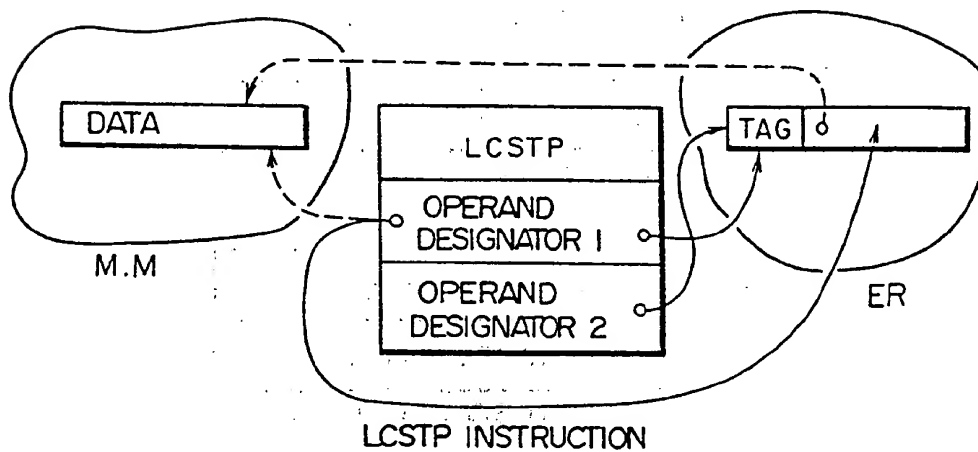 DATA
M.M
LCSTP
OPERAND
DESIGNATOR 1
OPERAND
DESIGNATOR 2
TAG
ER
LCSTP INSTRUCTION